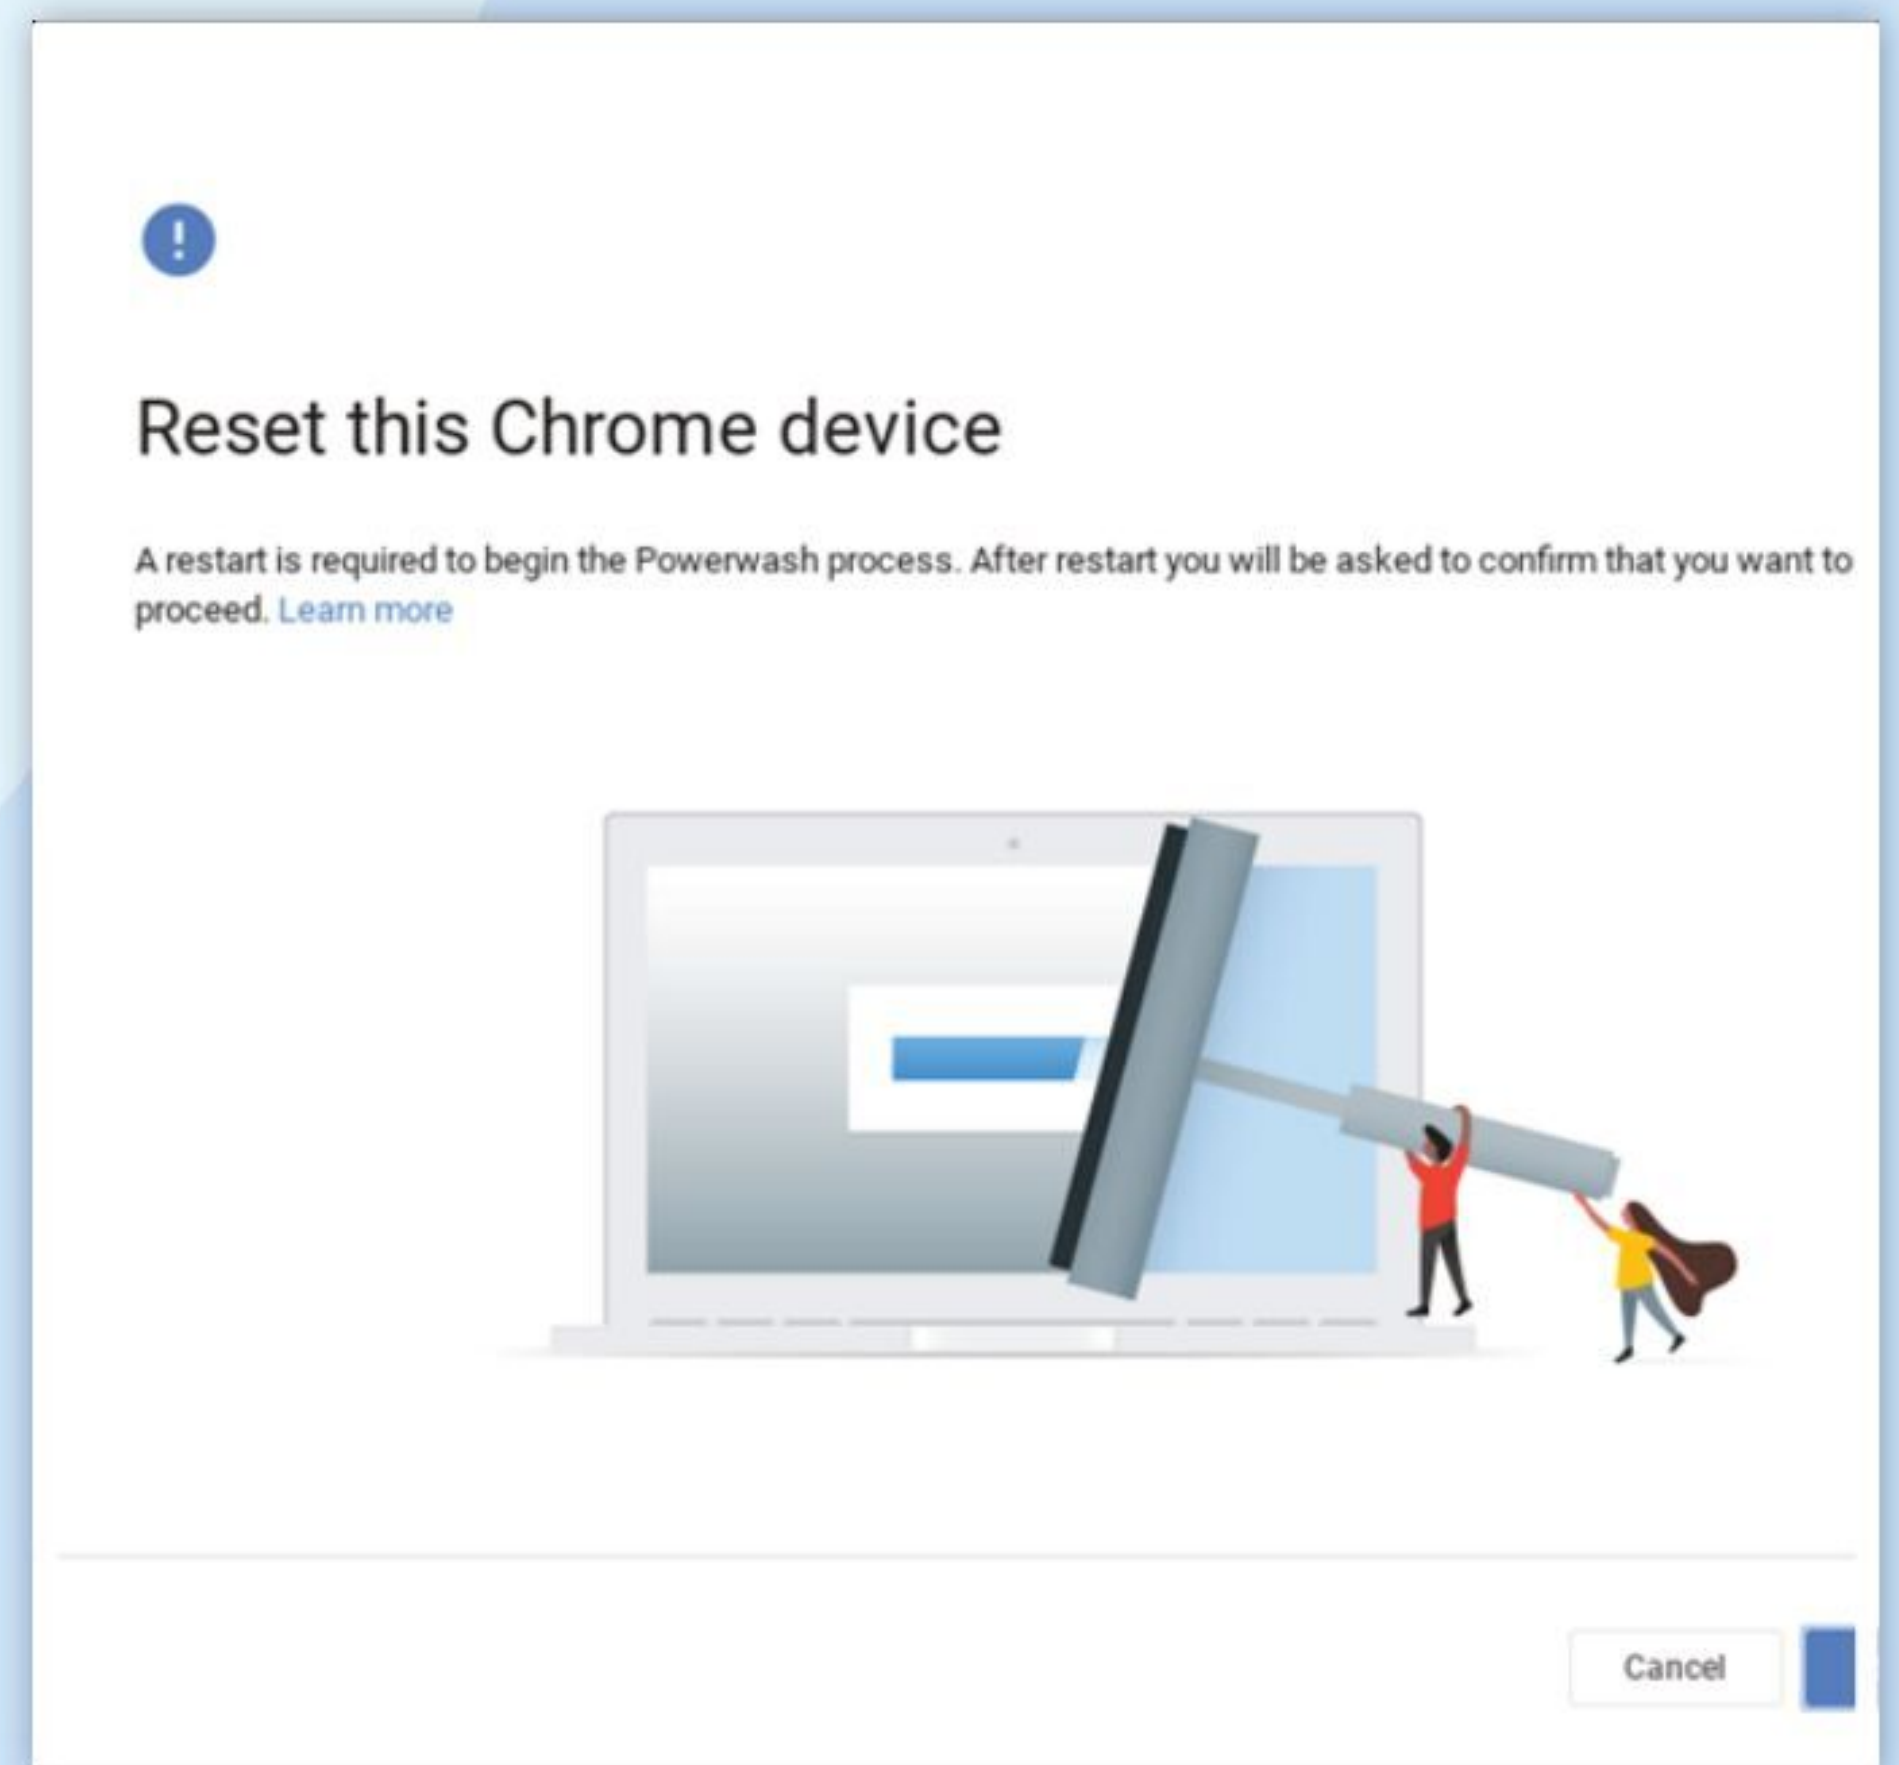 Reset this Chrome device
A restart is required to begin the Powerwash process. After restart you will be asked to confirm that you want to
proceed. Learn more
Cancel